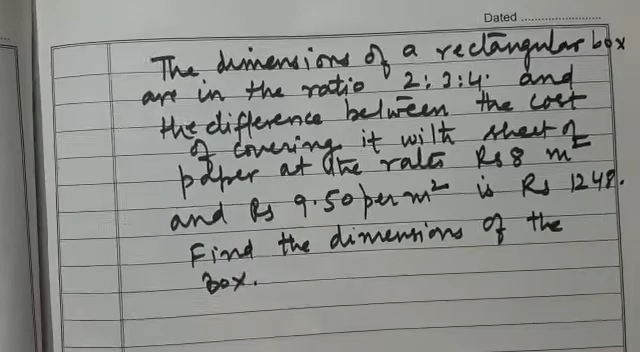 Dated
The dimensions of a rectangular box
are in the ratio 2:3:4. and
the difference between the cost
of covering it with sheet of
paper at the rates Rs 8 m²
and Rs 9.50 per m² is Rs 1248.
Find the dimensions of the
box.